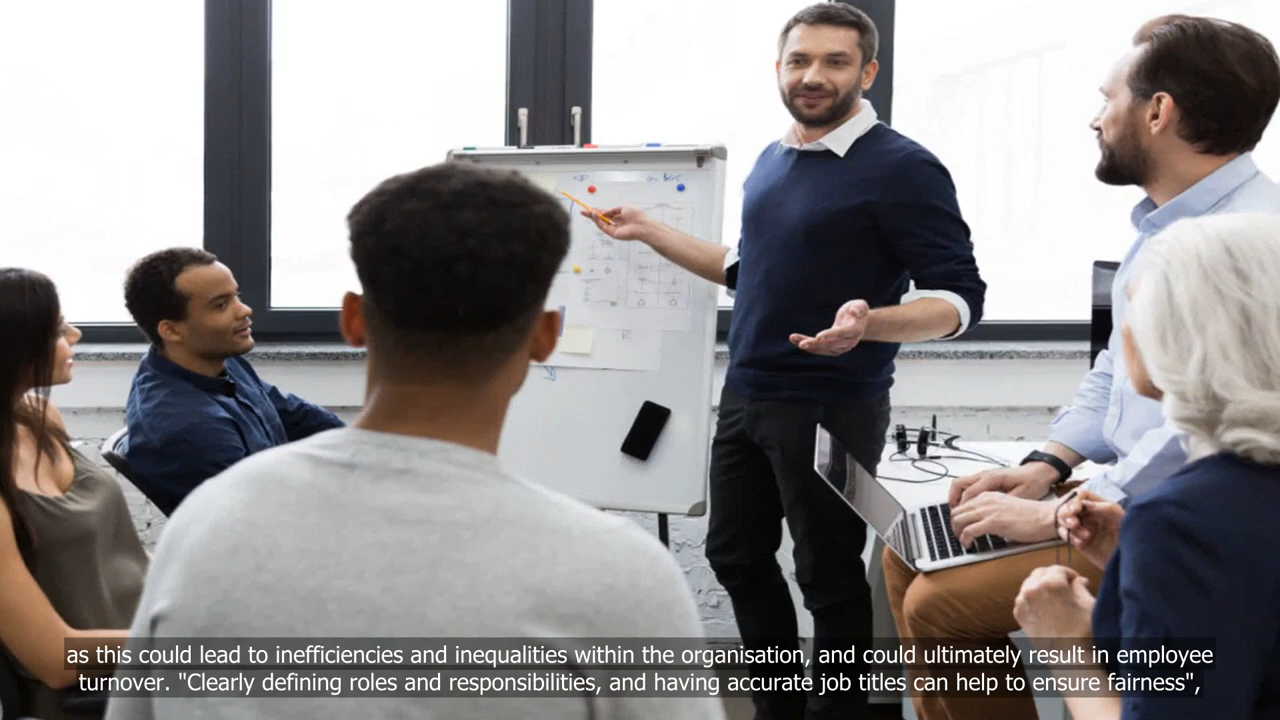 as this could lead to inefficiencies and inequalities within the organisation, and could ultimately result in employee
turnover. "Clearly defining roles and responsibilities, and having accurate job titles can help to ensure fairness",